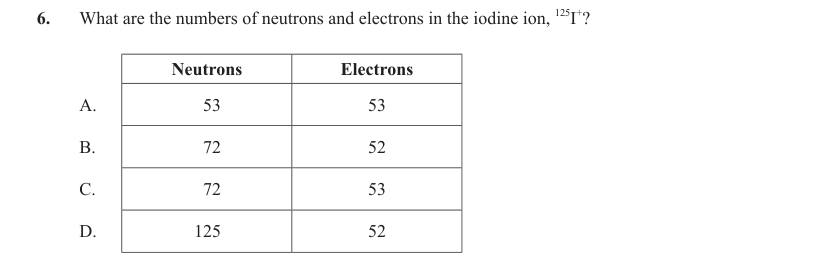 6. What are the numbers of neutrons and electrons in the iodine ion, ¹²⁵I⁺?
Neutrons Electrons
A. 53 53
B. 72 52
C. 72 53
D. 125 52